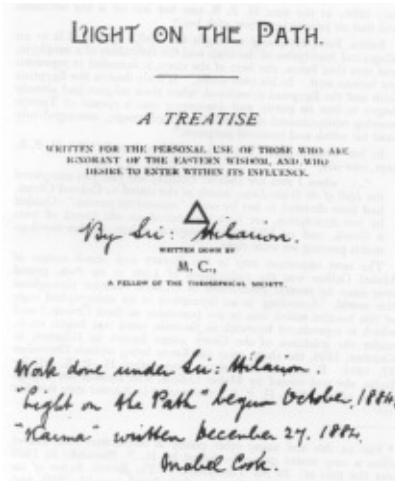 LIGHT ON THE PATH.
A TREATISE
WRITTEN FOR THE PERSONAL USE OF THOSE WHO ARE
IGNORANT OF THE EASTERN WISDOM, AND WHO
DESIRE TO ENTER WITHIN ITS INFLUENCE.
By Sri: Hilarion.
WRITTEN DOWN BY
M. C.,
A FELLOW OF THE THEOSOPHICAL SOCIETY.
Work done under Sri: Hilarion.
"Light on the Path" begun October, 1884.
"Karma" written December 27, 1884.
Mabel Cook.